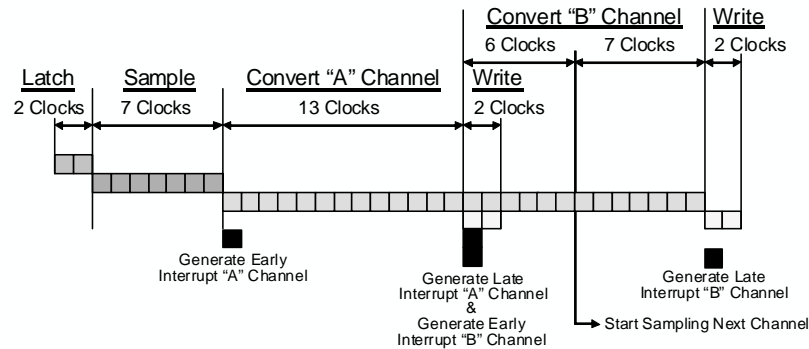 Convert “B” Channel
Write
6 Clocks
7 Clocks
2 Clocks
Latch
Sample
Convert “A” Channel
Write
2 Clocks
7 Clocks
13 Clocks
2 Clocks
Generate Early
Interrupt “A” Channel
Generate Late
Interrupt “A” Channel
&
Generate Early
Interrupt “B” Channel
Generate Late
Interrupt “B” Channel
Start Sampling Next Channel